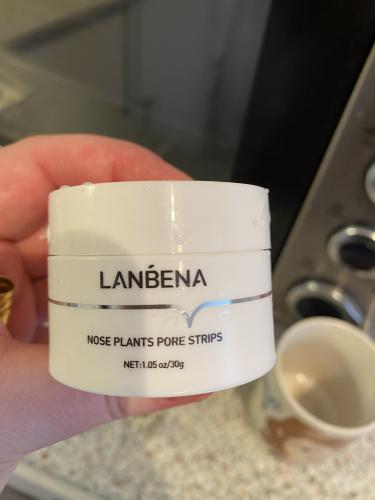 LANBENA
NOSE PLANTS PORE STRIPS
NET:1.05 oz/30g